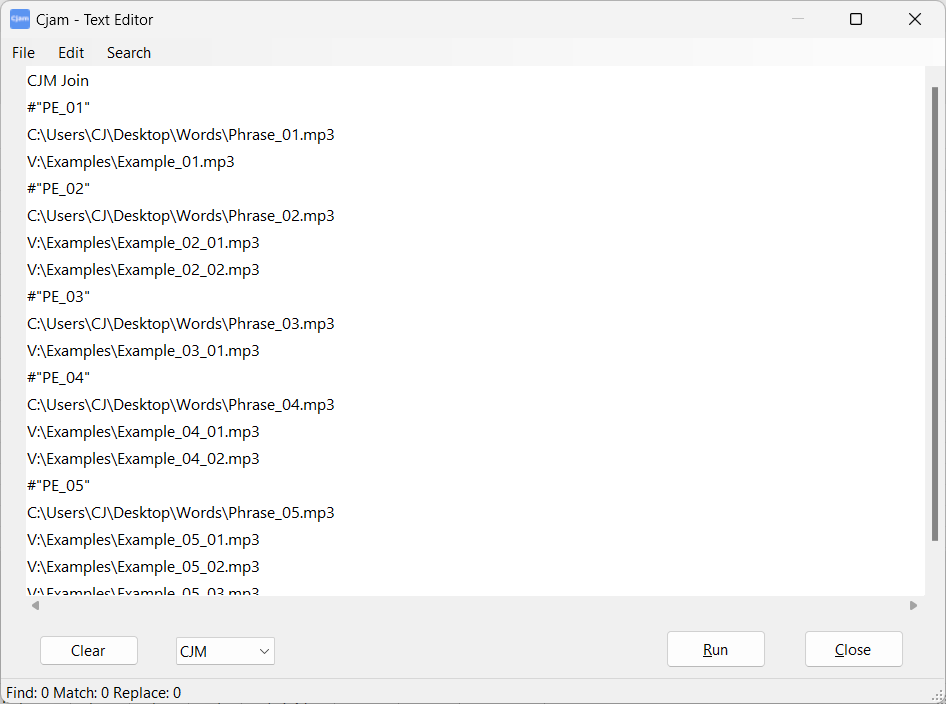 Cjam
Cjam - Text Editor
File Edit Search
CJM Join
#"PE_01"
C:\Users\CJ\Desktop\Words\Phrase_01.mp3
V:\Examples\Example_01.mp3
#"PE_02"
C:\Users\CJ\Desktop\Words\Phrase_02.mp3
V:\Examples\Example_02_01.mp3
V:\Examples\Example_02_02.mp3
#"PE_03"
C:\Users\CJ\Desktop\Words\Phrase_03.mp3
V:\Examples\Example_03_01.mp3
#"PE_04"
C:\Users\CJ\Desktop\Words\Phrase_04.mp3
V:\Examples\Example_04_01.mp3
V:\Examples\Example_04_02.mp3
#"PE_05"
C:\Users\CJ\Desktop\Words\Phrase_05.mp3
V:\Examples\Example_05_01.mp3
V:\Examples\Example_05_02.mp3
V:\Examples\Example_05_03.mp3
Clear CJM Run Close
Find: 0 Match: 0 Replace: 0